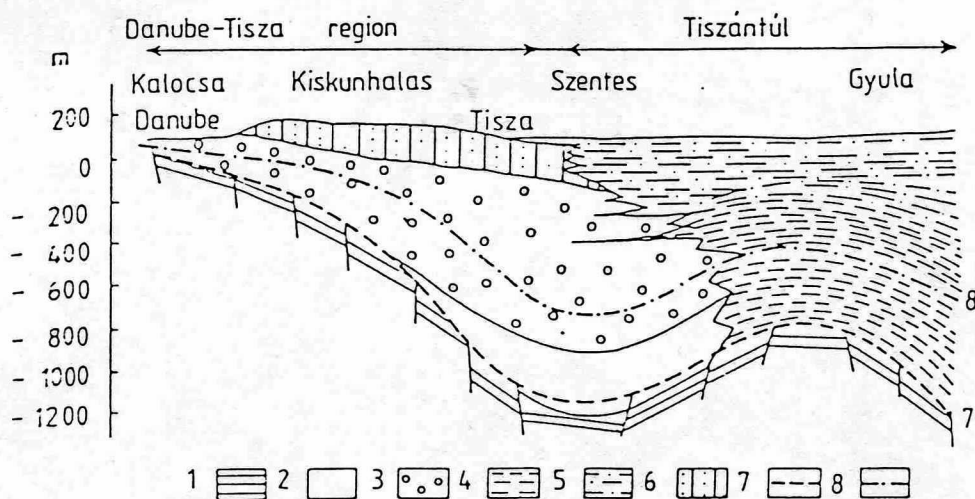 Danube-Tisza region Tiszántúl
m
Kalocsa Kiskunhalas Szentes Gyula
200 Danube Tisza
0
- 200
- 400
- 600
8
- 800
- 1000
- 1200
7
1 2 3 4 5 6 7 8